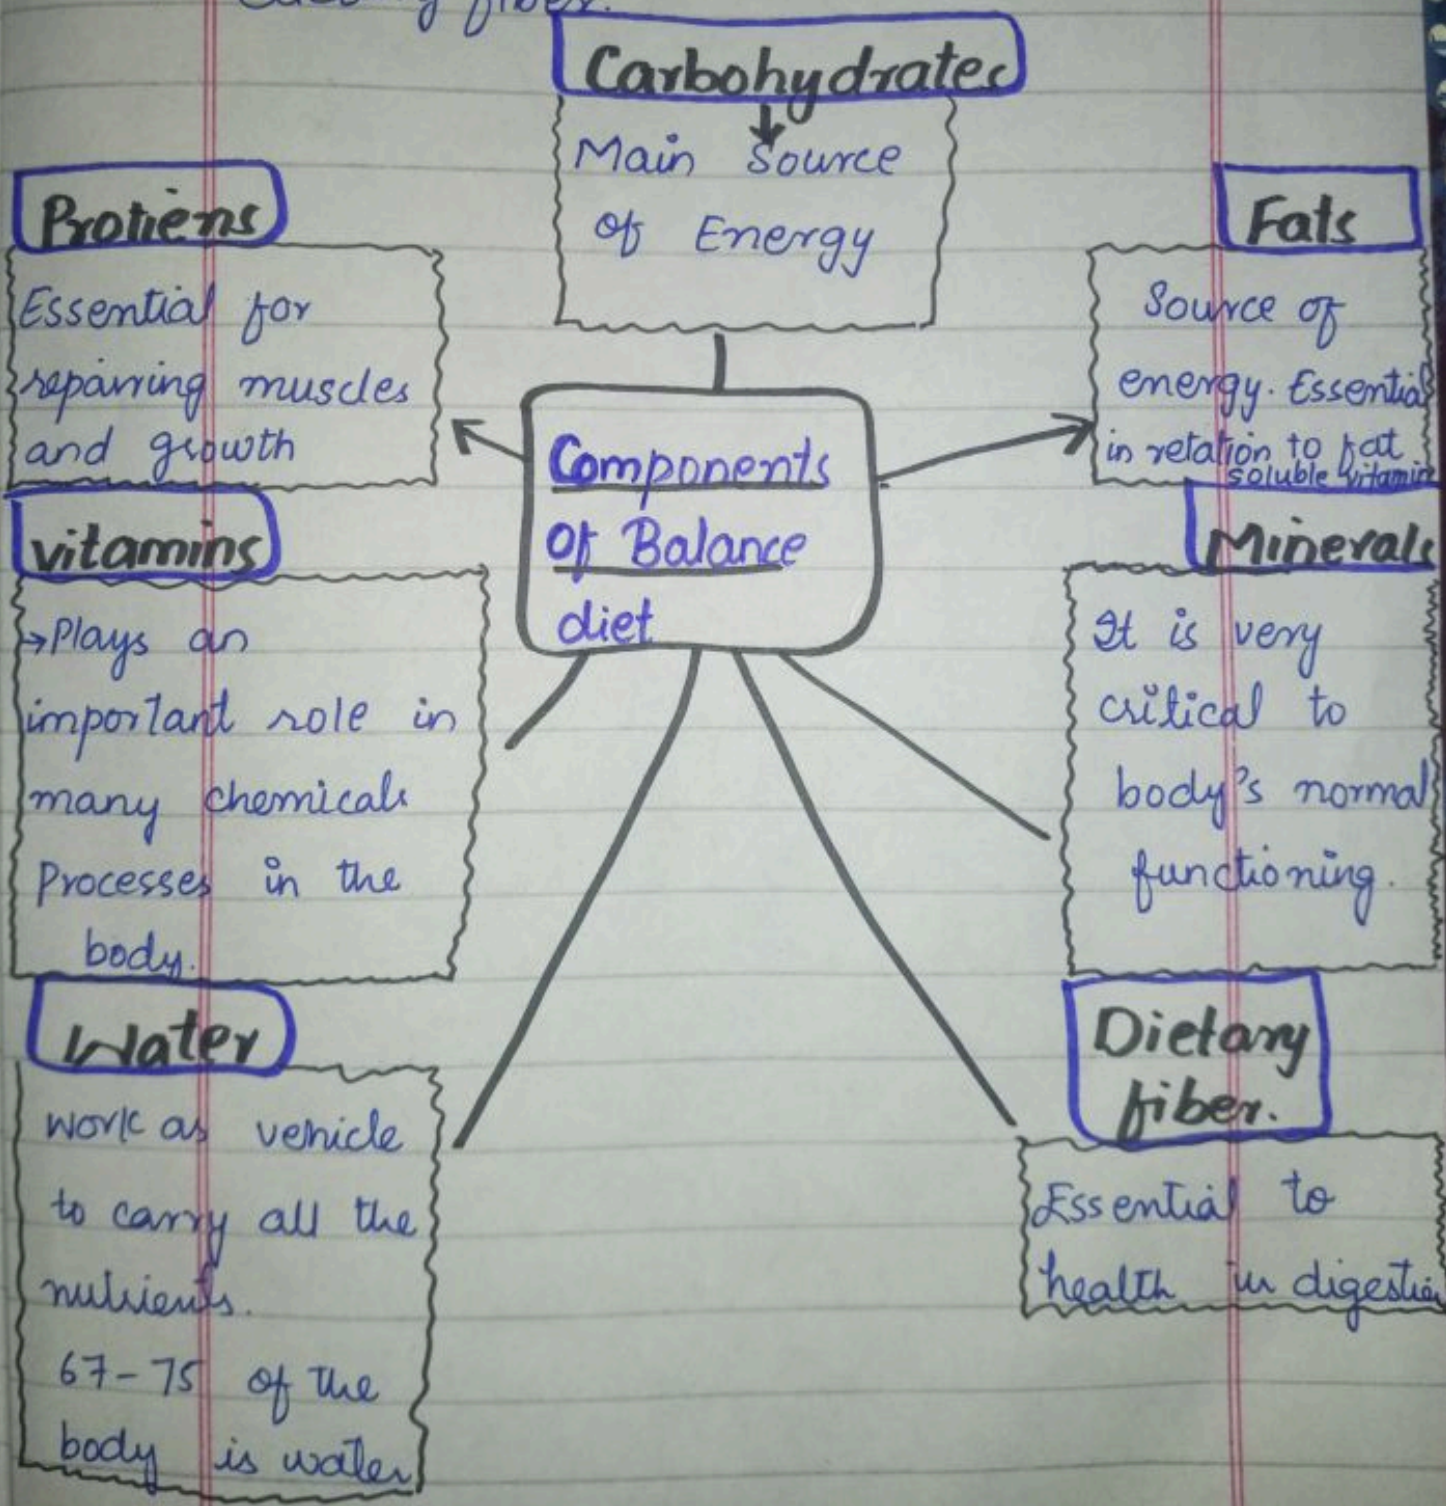 fiber.
Carbohydrates
Main Source
of Energy
Protiens
Essential for
repairring muscles
and growth
Fats
Source of
energy. Essential
in relation to fat
soluble vitamin
Components
Of Balance
diet
vitamins
→Plays an
important role in
many chemicals
Processes in the
body.
Minerals
It is very
critical to
body's normal
functioning.
Water
Work as vehicle
to carry all the
nutrients.
67-75 of the
body is water
Dietary
fiber.
Essential to
health in digestion